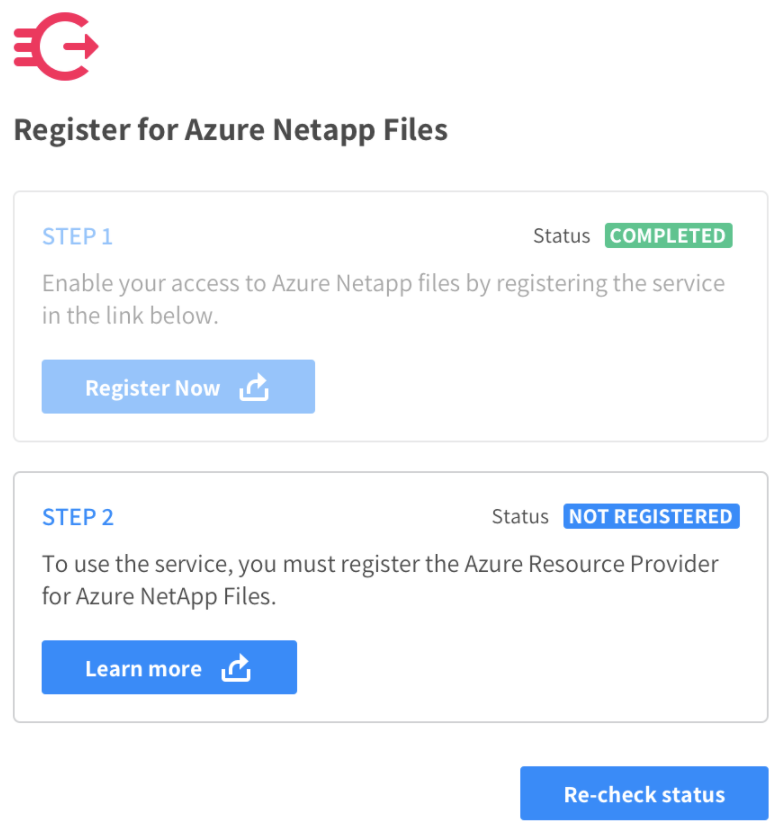 Register for Azure Netapp Files
STEP 1
Status COMPLETED
Enable your access to Azure Netapp files by registering the service
in the link below.
Register Now
STEP 2
Status NOT REGISTERED
To use the service, you must register the Azure Resource Provider
for Azure NetApp Files.
Learn more
Re-check status